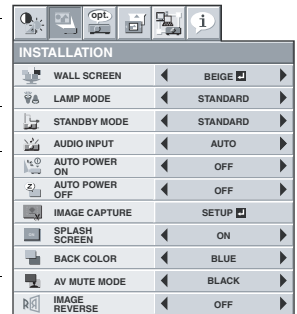 opt.
i
INSTALLATION
WALL SCREEN BEIGE
LAMP MODE STANDARD
STANDBY MODE STANDARD
AUDIO INPUT AUTO
AUTO POWER
ON OFF
AUTO POWER
OFF OFF
IMAGE CAPTURE SETUP
SPLASH
SCREEN ON
BACK COLOR BLUE
AV MUTE MODE BLACK
IMAGE
REVERSE OFF